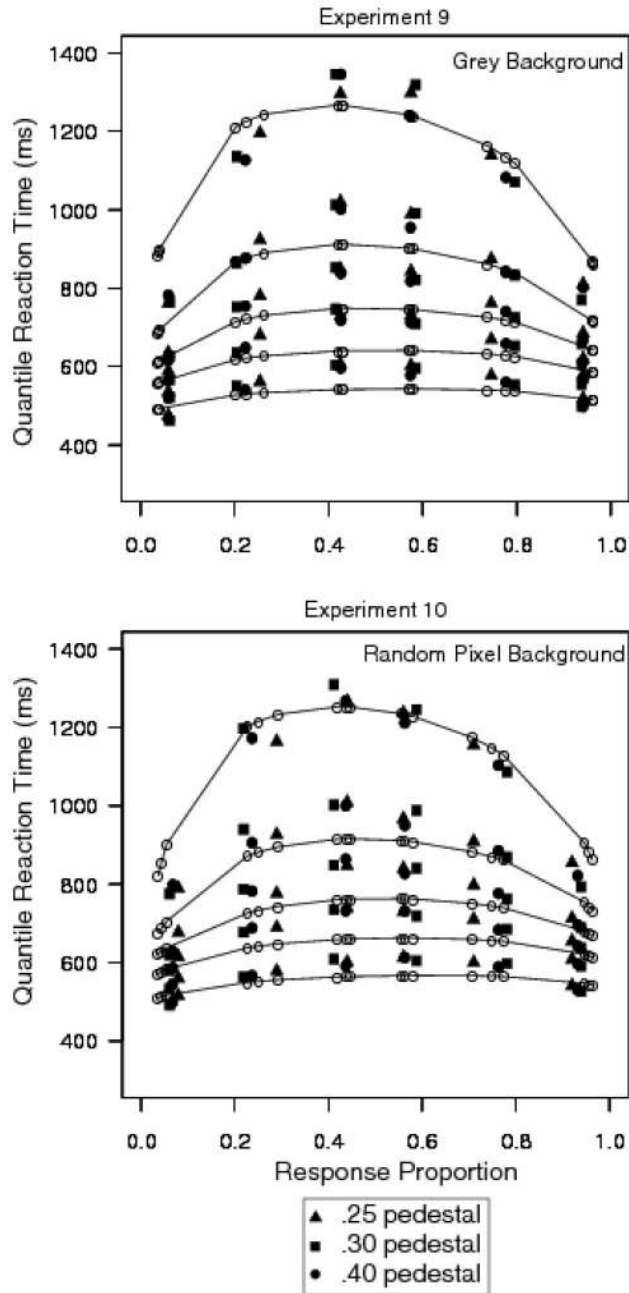 Experiment 9
Grey Background
Quantile Reaction Time (ms)
1400
1200
1000
800
600
400
0.0 0.2 0.4 0.6 0.8 1.0
Experiment 10
Random Pixel Background
Quantile Reaction Time (ms)
1400
1200
1000
800
600
400
0.0 0.2 0.4 0.6 0.8 1.0
Response Proportion
.25 pedestal
.30 pedestal
.40 pedestal